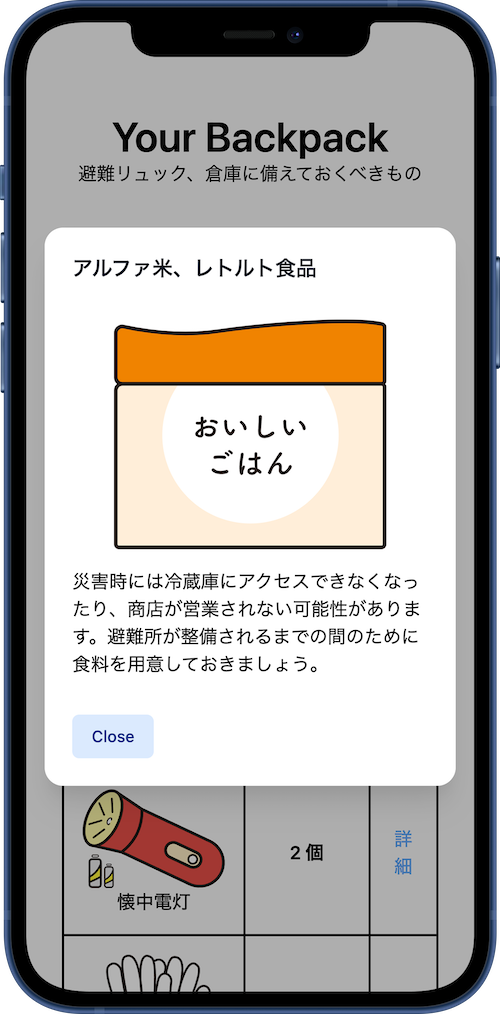 Your Backpack
避難リュック、倉庫に備えておくべきもの
アルファ米、レトルト食品
おいしい
ごはん
災害時には冷蔵庫にアクセスできなくなっ
たり、商店が営業されない可能性がありま
す。避難所が整備されるまでの間のために
食料を用意しておきましょう。
Close
懐中電灯
2 個
詳
細